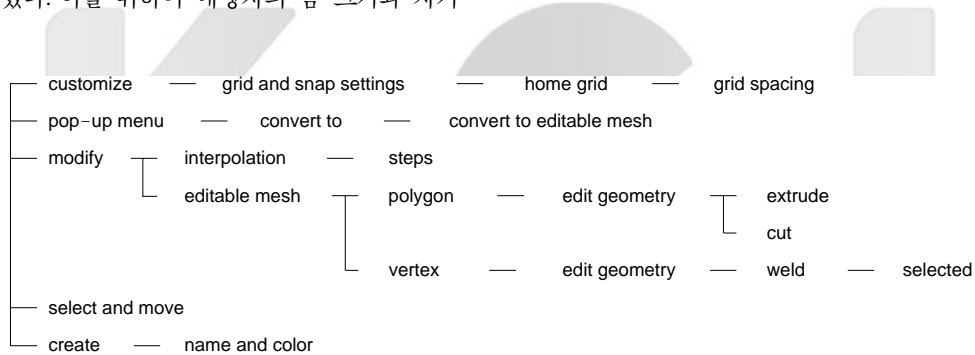 customize grid and snap settings home grid grid spacing
pop-up menu convert to convert to editable mesh
modify interpolation steps
editable mesh polygon edit geometry extrude
cut
vertex edit geometry weld selected
select and move
create name and color